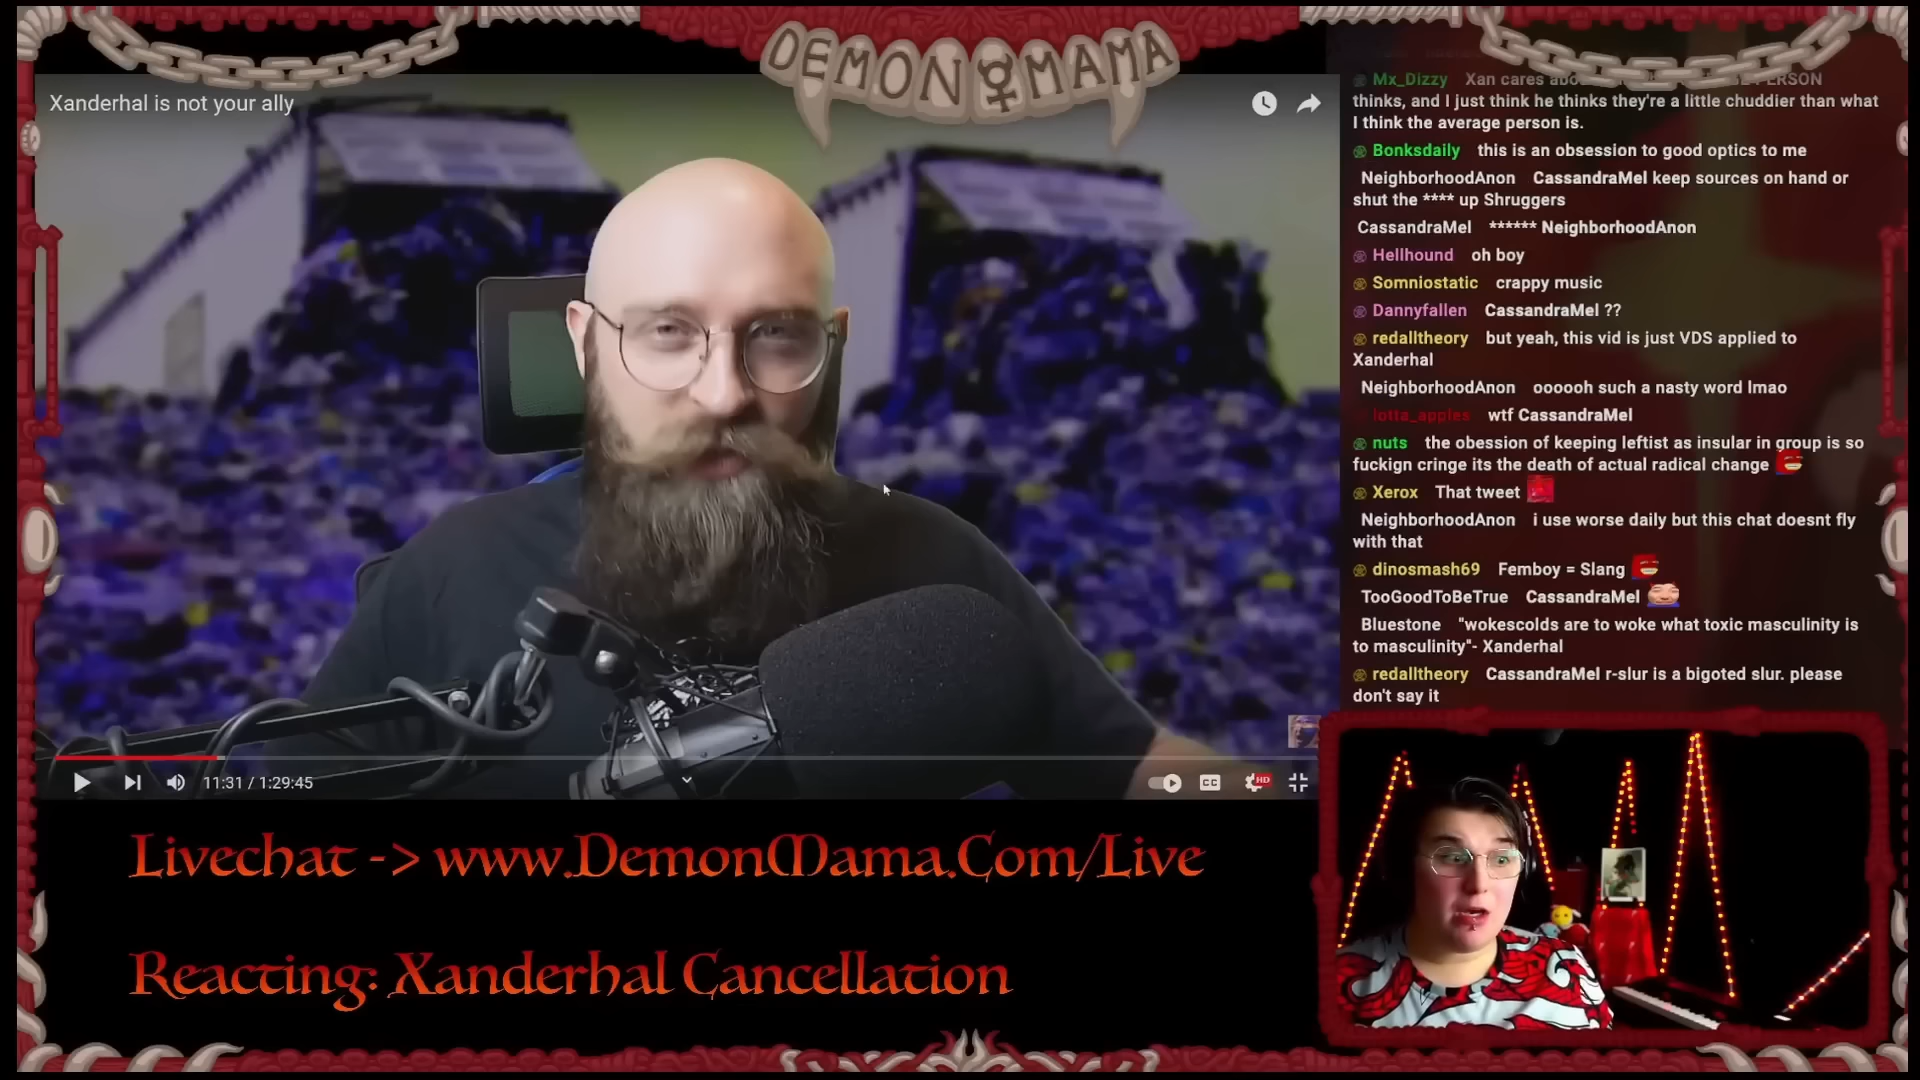 DEMON MAMA
Xanderhal is not your ally
Mx_Dizzy Xan cares PERSON
thinks, and I just think he thinks they're a little chuddier than what
I think the average person is.
Bonksdaily this is an obsession to good optics to me
NeighborhoodAnon CassandraMel keep sources on hand or
shut the **** up Shruggers
CassandraMel ****** NeighborhoodAnon
Hellhound oh boy
Somniostatic crappy music
Dannyfallen CassandraMel ??
redalltheory but yeah, this vid is just VDS applied to
Xanderhal
NeighborhoodAnon oooooh such a nasty word lmao
lotta_apples wtf CassandraMel
nuts the obession of keeping leftist as insular in group is so
fuckign cringe its the death of actual radical change
Xerox That tweet
NeighborhoodAnon i use worse daily but this chat doesnt fly
with that
dinosmash69 Femboy = Slang
TooGoodToBeTrue CassandraMel
Bluestone "wokescolds are to woke what toxic masculinity is
to masculinity"- Xanderhal
redalltheory CassandraMel r-slur is a bigoted slur. please
don't say it
11:31 / 1:29:45
CC
HD
Livechat -> www.DemonMama.Com/Live
Reacting: Xanderhal Cancellation